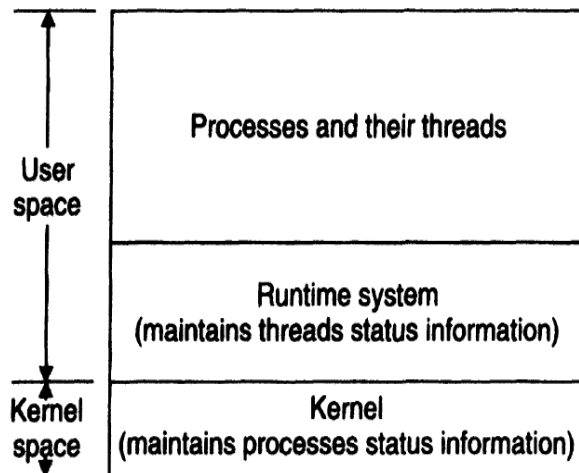 Processes and their threads
User
space
Runtime system
(maintains threads status information)
Kernel
space
Kernel
(maintains processes status information)